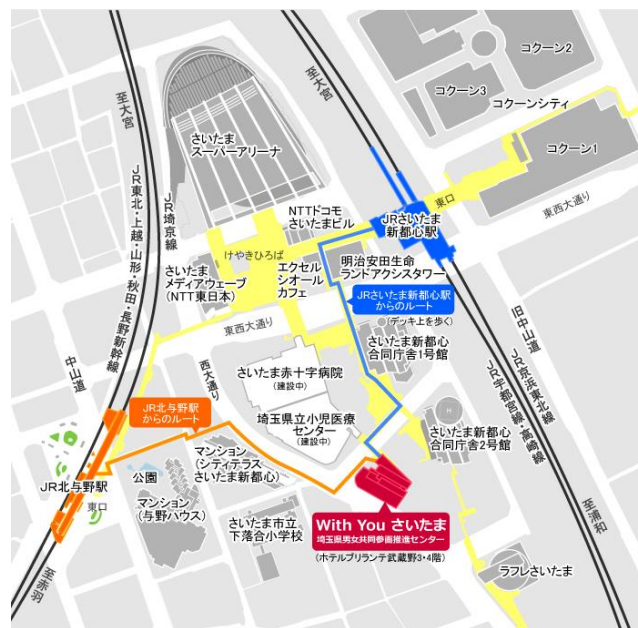 コクーン2
コクーン3
コクーンシティ
コクーン1
至大宮
至大宮
さいたま
スーパーアリーナ
JR東北・上越・山形・秋田・長野新幹線
JR埼京線
NTTドコモ
さいたまビル
東口
JRさいたま
新都心駅
東西大通り
けやきひろば
さいたま
メディアウェーブ
(NTT東日本)
エクセル
シオール
カフェ
明治安田生命
ランドアクシスタワー
JRさいたま新都心駅
からのルート
(デッキ上を歩く)
東西大通り
中山道
西大通り
さいたま新都心
合同庁舎1号館
旧中山道
JR京浜東北線
JR宇都宮線・高崎線
さいたま赤十字病院
(建設中)
JR北与野駅
からのルート
埼玉県立小児医療
センター
(建設中)
H
さいたま新都心
合同庁舎2号館
マンション
(シティテラス
さいたま新都心)
JR北与野駅
公園
東口
マンション
(与野ハウス)
さいたま市立
下落合小学校
With You さいたま
埼玉県男女共同参画推進センター
(ホテルブリランテ武蔵野3・4階)
至浦和
ラフレさいたま
至赤羽